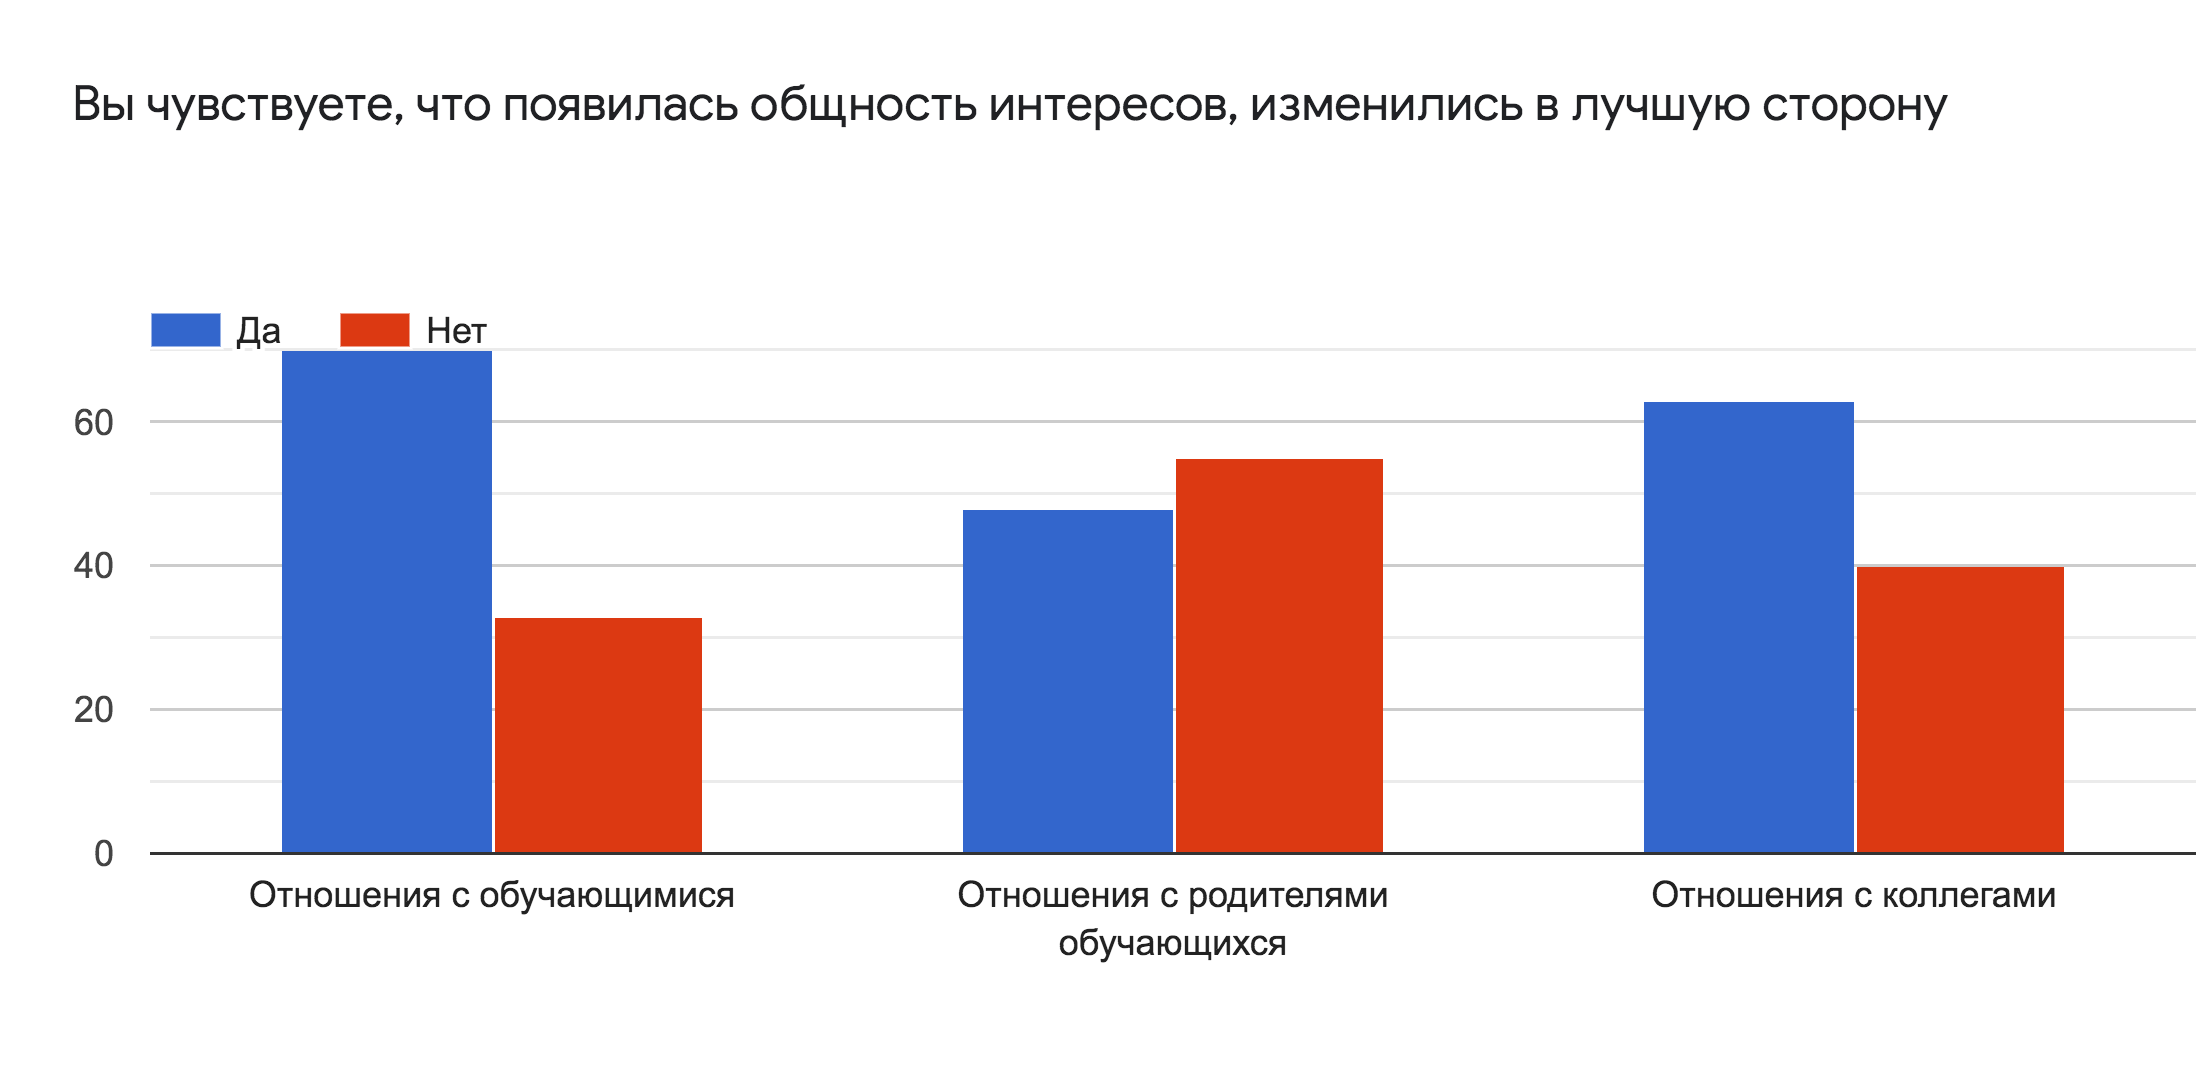 Вы чувствуете, что появилась общность интересов, изменились в лучшую сторону
Да
Нет
60
40
20
0
Отношения с обучающимися
Отношения с родителями
обучающихся
Отношения с коллегами